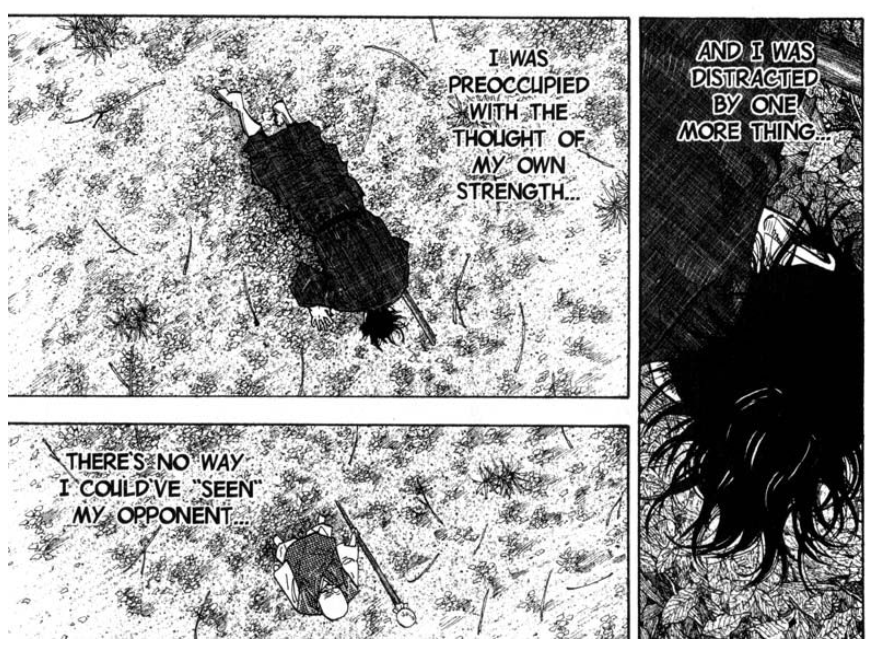 AND I WAS
DISTRACTED
BY ONE
MORE THING...
I WAS
PREOCCUPIED
WITH THE
THOUGHT OF
MY OWN
STRENGTH...
THERE'S NO WAY
I COULD'VE "SEEN"
MY OPPONENT...